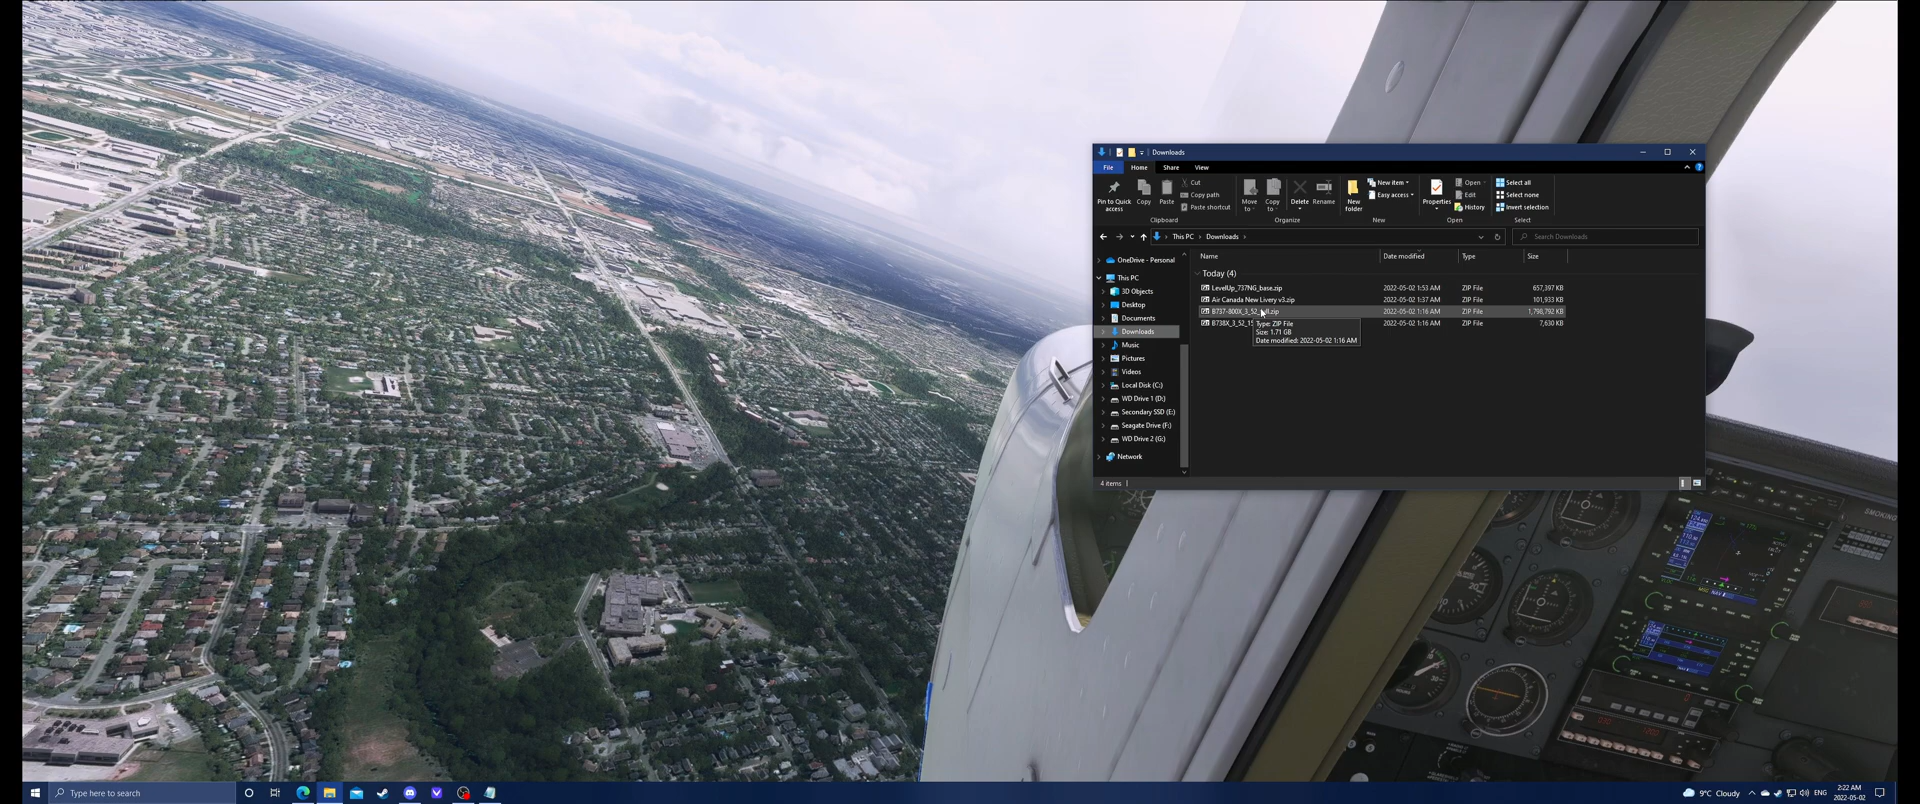 Downloads
File Home Share View
Pin to Quick access
Copy
Paste
Cut
Copy path
Paste shortcut
Clipboard
Move to
Copy to
Delete
Rename
Organize
New folder
New item
Easy access
New
Properties
Open
Edit
History
Open
Select all
Select none
Invert selection
Select
This PC > Downloads >
Search Downloads
OneDrive - Personal
This PC
3D Objects
Desktop
Documents
Downloads
Music
Pictures
Videos
Local Disk (C:)
WD Drive 1 (D:)
Secondary SSD (E:)
Seagate Drive (F:)
WD Drive 2 (G:)
Network
Name Date modified Type Size
Today (4)
LevelUp_737NG_base.zip 2022-05-02 1:53 AM ZIP File 657,397 KB
Air Canada New Livery v3.zip 2022-05-02 1:37 AM ZIP File 101,933 KB
2022-05-02 1:16 AM ZIP File 1,798,792 KB
2022-05-02 1:16 AM ZIP File 7,630 KB
Type: ZIP File
Size: 1.71 GB
Date modified: 2022-05-02 1:16 AM
4 items
SMOKING
Type here to search
9°C Cloudy
ENG
2:22 AM
2022-05-02